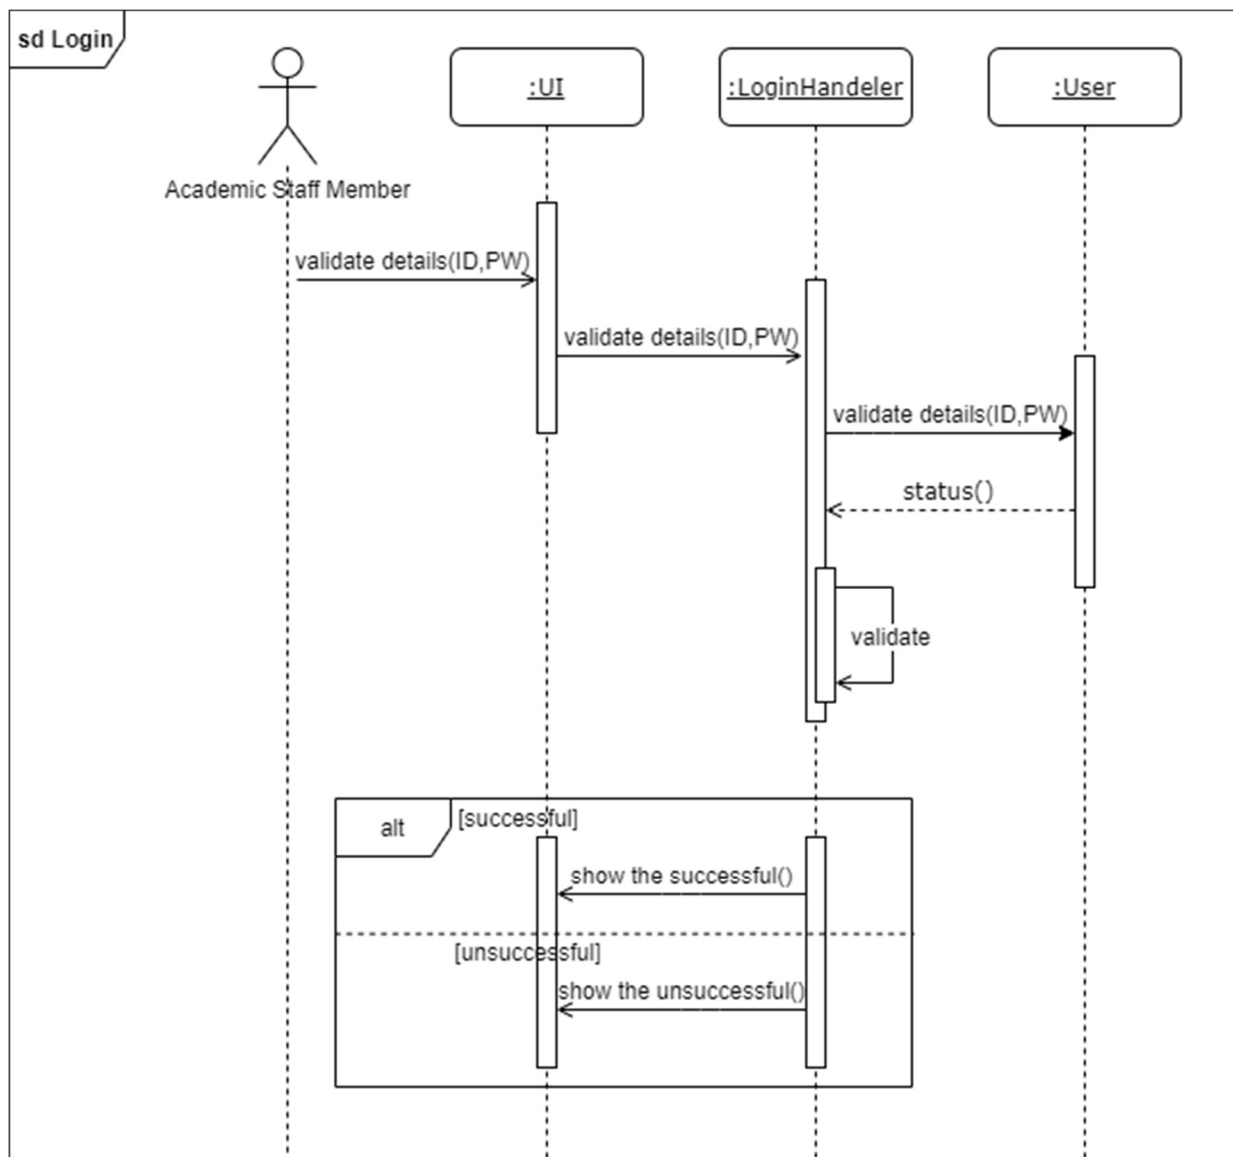 sd Login
:UI
:LoginHandeler
:User
Academic Staff Member
validate details(ID,PW)
validate details(ID,PW)
validate details(ID,PW)
status()
validate
alt
[successful]
show the successful()
[unsuccessful]
show the unsuccessful()